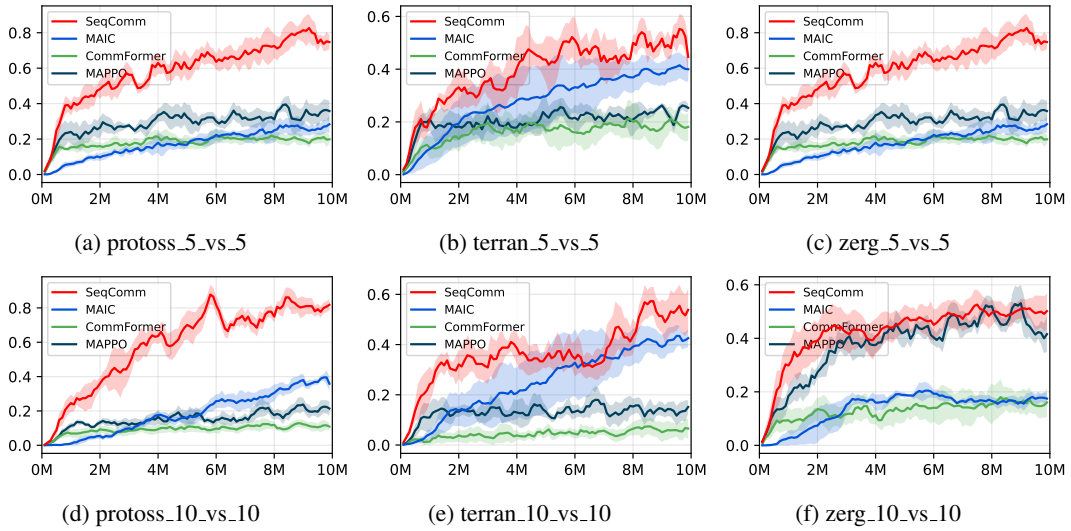 SeqComm
MAIC
CommFormer
MAPPO
0.8
0.6
0.4
0.2
0.0
0M 2M 4M 6M 8M 10M
(a) protoss_5_vs_5
SeqComm
MAIC
CommFormer
MAPPO
0.6
0.4
0.2
0.0
0M 2M 4M 6M 8M 10M
(b) terran_5_vs_5
SeqComm
MAIC
CommFormer
MAPPO
0.8
0.6
0.4
0.2
0.0
0M 2M 4M 6M 8M 10M
(c) zerg_5_vs_5
SeqComm
MAIC
CommFormer
MAPPO
0.8
0.6
0.4
0.2
0.0
0M 2M 4M 6M 8M 10M
(d) protoss_10_vs_10
SeqComm
MAIC
CommFormer
MAPPO
0.6
0.4
0.2
0.0
0M 2M 4M 6M 8M 10M
(e) terran_10_vs_10
SeqComm
MAIC
CommFormer
MAPPO
0.6
0.4
0.2
0.0
0M 2M 4M 6M 8M 10M
(f) zerg_10_vs_10